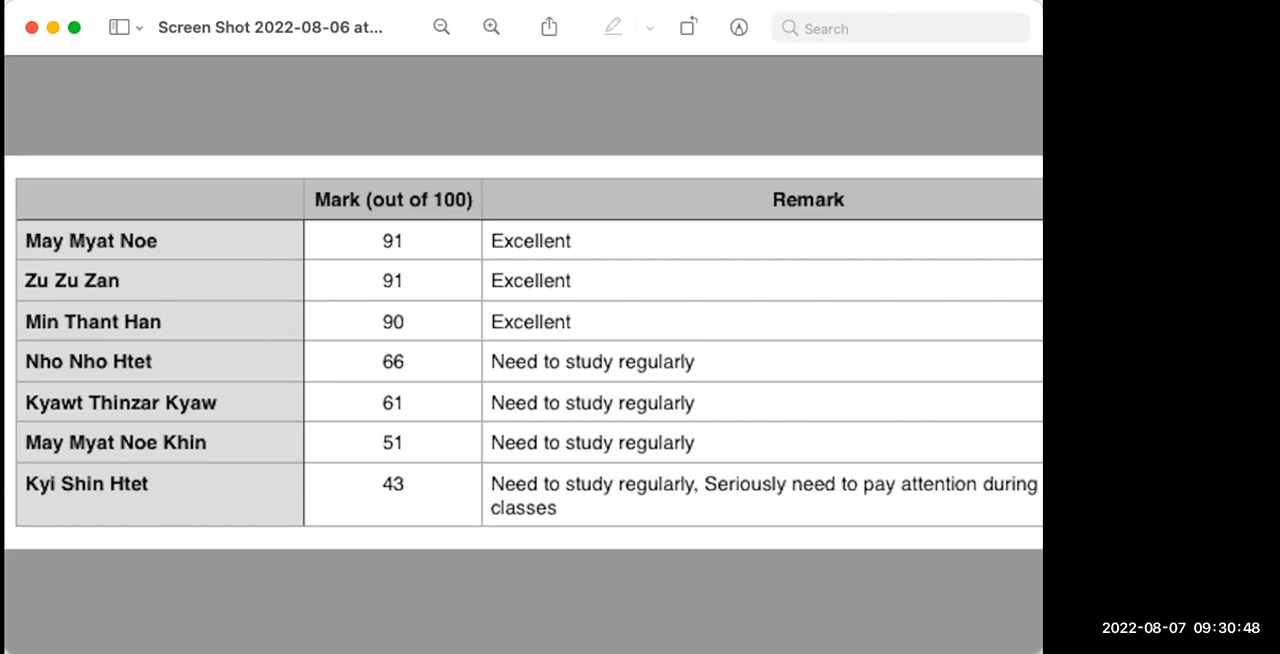 Screen Shot 2022-08-06 at...
Search
Mark (out of 100) Remark
May Myat Noe 91 Excellent
Zu Zu Zan 91 Excellent
Min Thant Han 90 Excellent
Nho Nho Htet 66 Need to study regularly
Kyawt Thinzar Kyaw 61 Need to study regularly
May Myat Noe Khin 51 Need to study regularly
Kyi Shin Htet 43 Need to study regularly, Seriously need to pay attention during
classes
2022-08-07 09:30:48